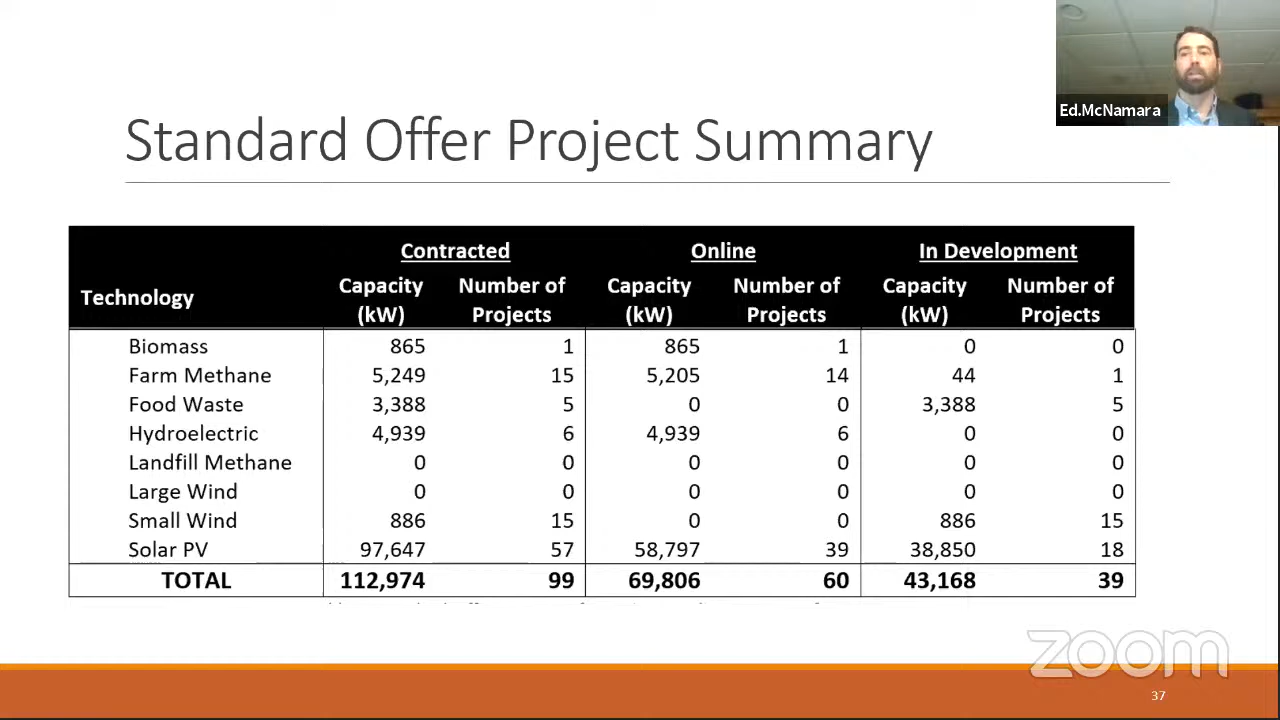 Ed.McNamara
Standard Offer Project Summary
Contracted Online In Development
Technology Capacity (kW) Number of Projects Capacity (kW) Number of Projects Capacity (kW) Number of Projects
Biomass 865 1 865 1 0 0
Farm Methane 5,249 15 5,205 14 44 1
Food Waste 3,388 5 0 0 3,388 5
Hydroelectric 4,939 6 4,939 6 0 0
Landfill Methane 0 0 0 0 0 0
Large Wind 0 0 0 0 0 0
Small Wind 886 15 0 0 886 15
Solar PV 97,647 57 58,797 39 38,850 18
TOTAL 112,974 99 69,806 60 43,168 39
zoom
37